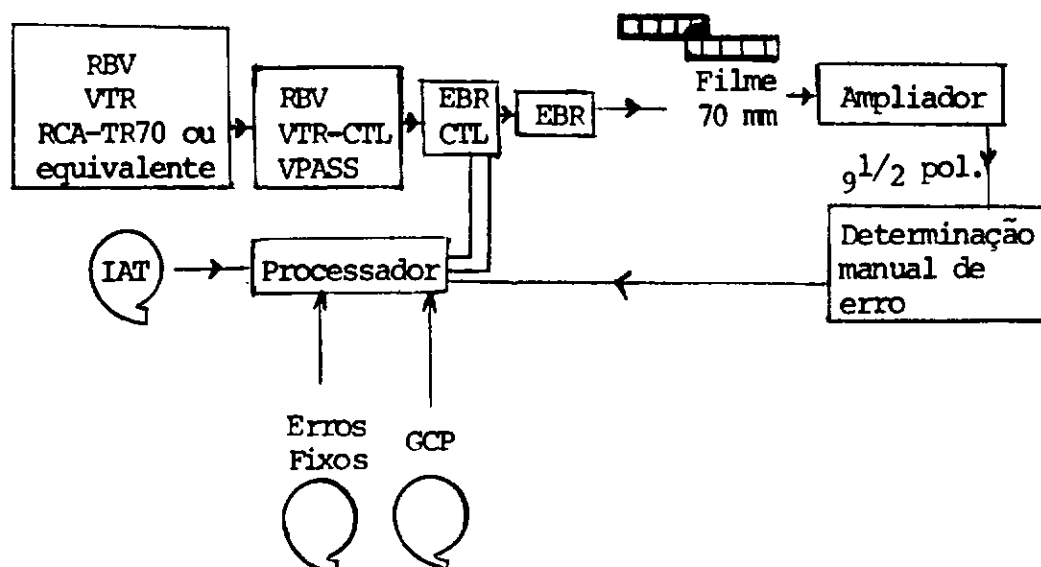 RBV
VTR
RCA-TR70 ou
equivalente
RBV
VTR-CTL
VPASS
EBR
CTL
EBR
Filme
70 mm
Ampliador
9 1/2 pol.
Determinação
manual de
erro
IAT
Processador
Erros
Fixos
GCP